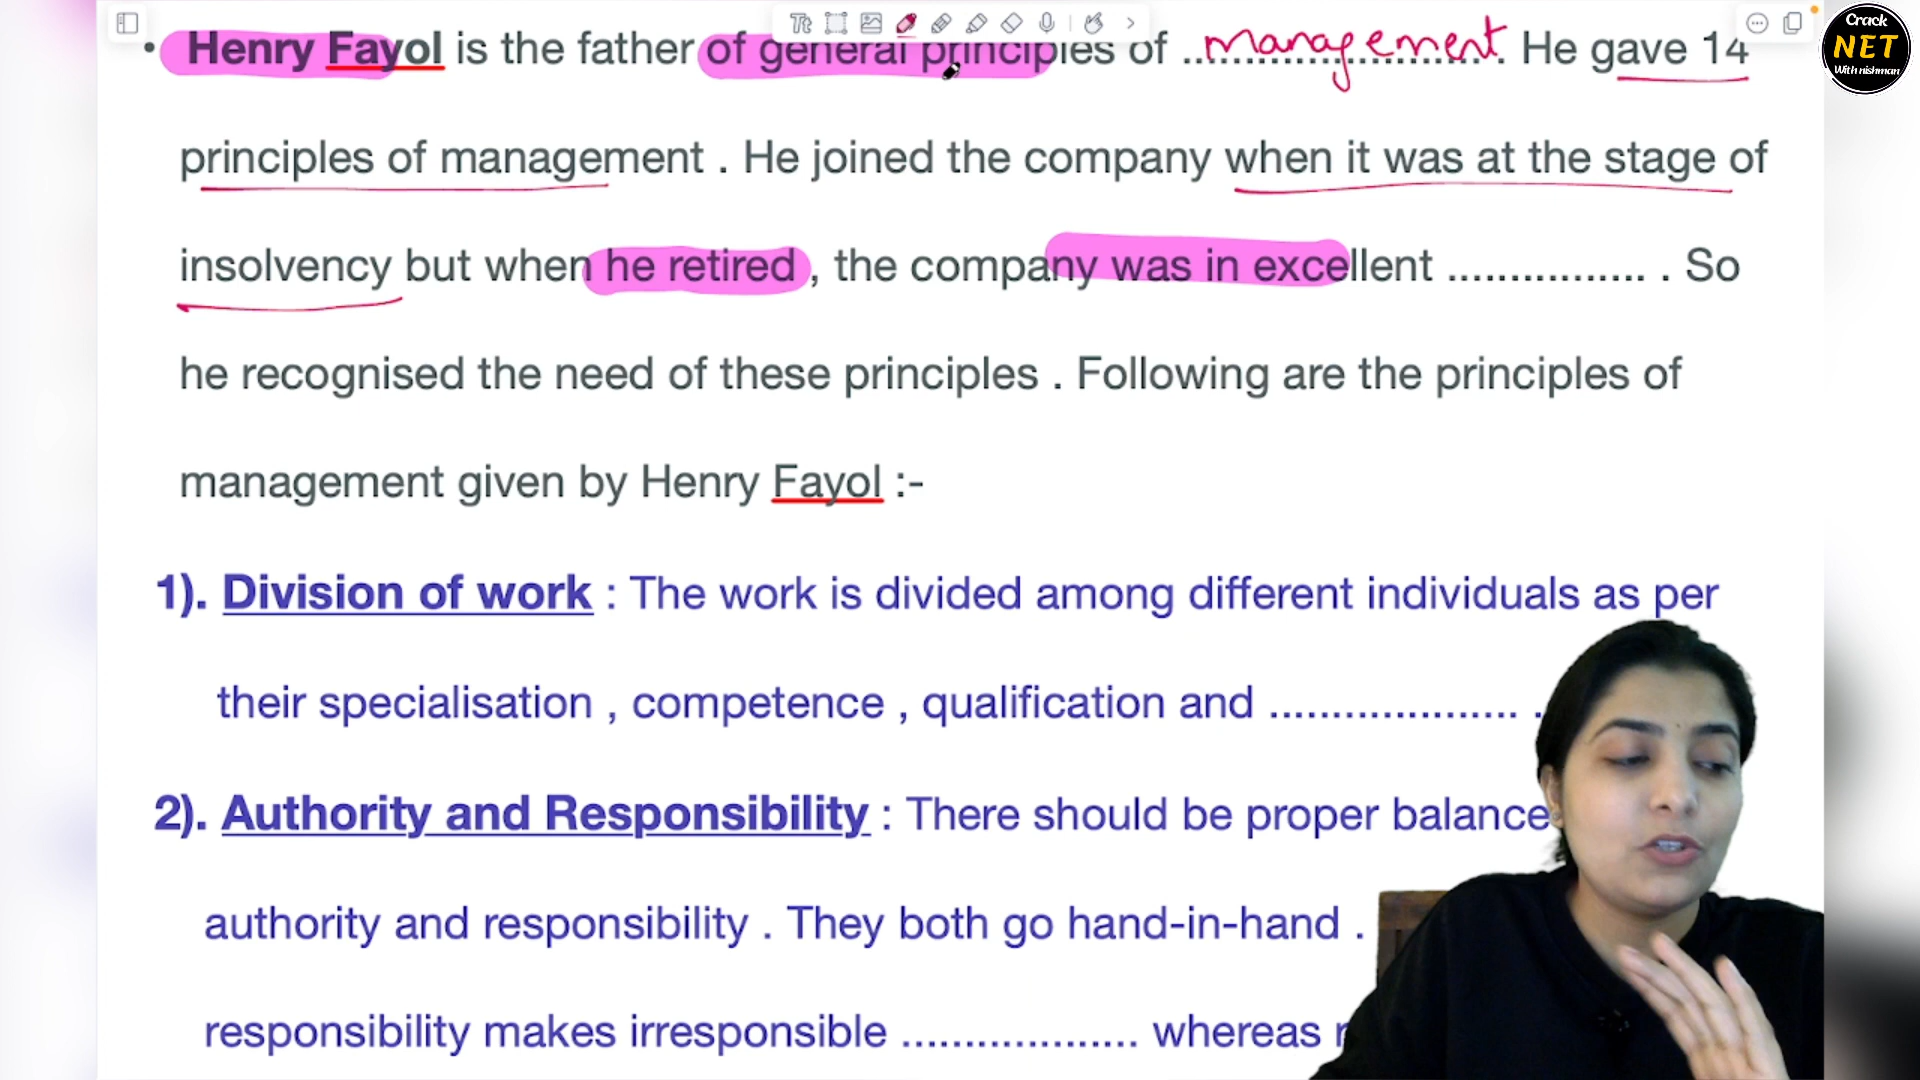 • Henry Fayol is the father of general principles of ...management.... He gave 14
principles of management . He joined the company when it was at the stage of
insolvency but when he retired , the company was in excellent ................ . So
he recognised the need of these principles . Following are the principles of
management given by Henry Fayol :-
1). Division of work : The work is divided among different individuals as per
their specialisation , competence , qualification and .................... .
2). Authority and Responsibility : There should be proper balance
authority and responsibility . They both go hand-in-hand .
responsibility makes irresponsible ................... whereas
Crack
NET
With nishman